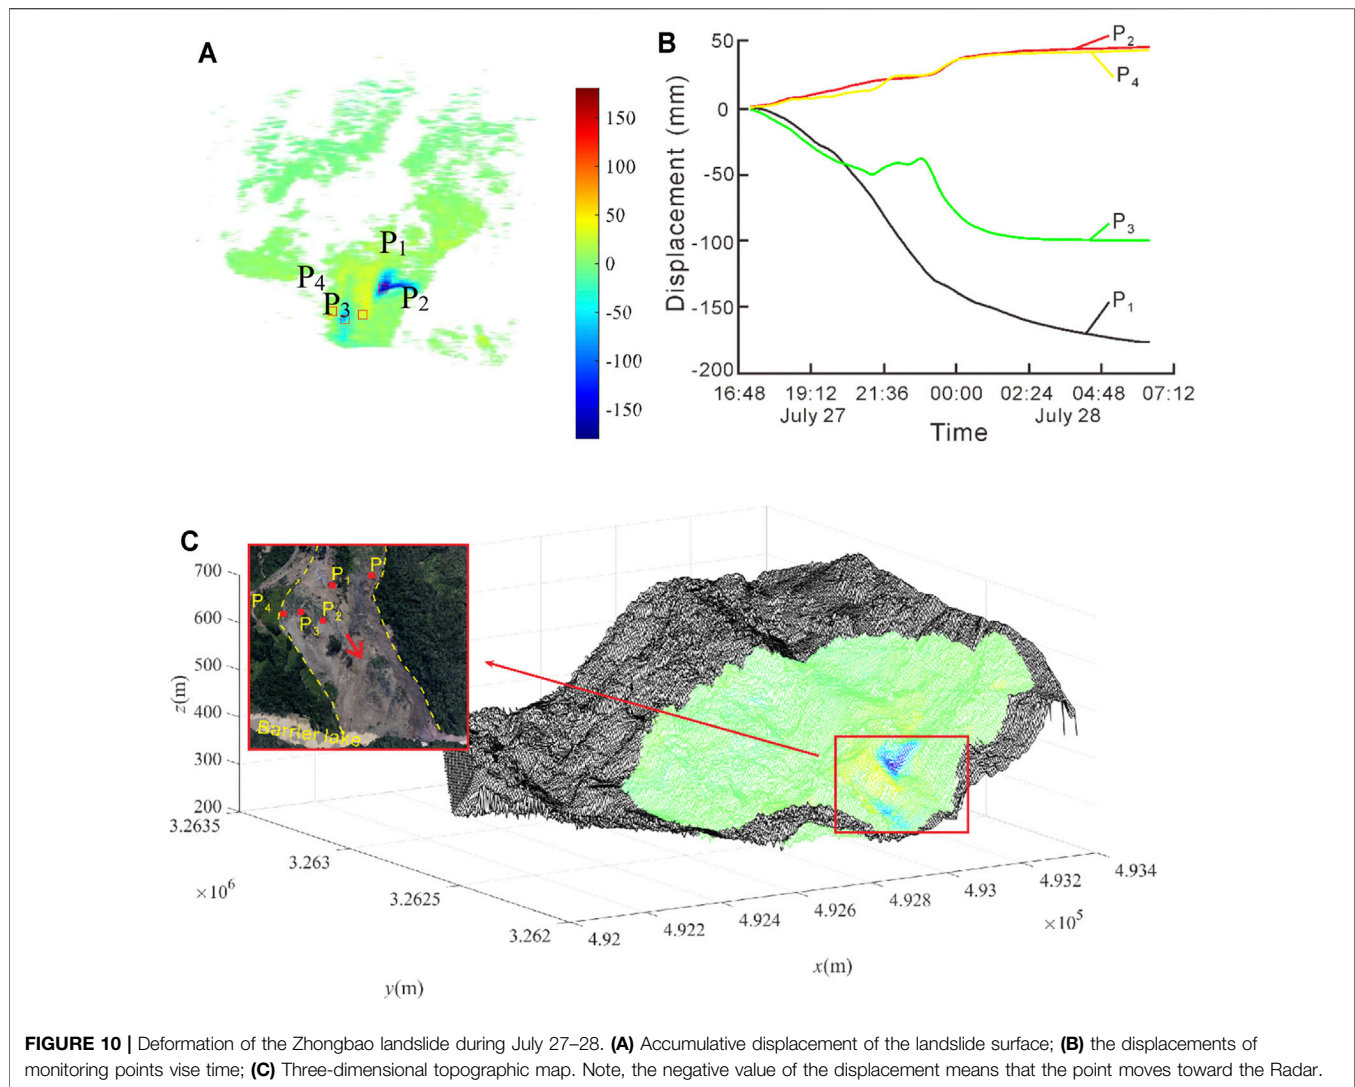 A
P1
P4
P3
P2
150
100
50
0
-50
-100
-150
B
50
0
-50
-100
-150
-200
Displacement (mm)
P2
P4
P3
P1
16:48 19:12 21:36 00:00 02:24 04:48 07:12
July 27 July 28
Time
C
700
600
500
400
300
200
z(m)
P1
P
P4
P3
P2
Barrier lake
3.2635
3.263
3.2625
3.262
×10^6
y(m)
4.92
4.922
4.924
4.926
4.928
4.93
4.932
4.934
×10^5
x(m)
FIGURE 10 | Deformation of the Zhongbao landslide during July 27–28. (A) Accumulative displacement of the landslide surface; (B) the displacements of
monitoring points vise time; (C) Three-dimensional topographic map. Note, the negative value of the displacement means that the point moves toward the Radar.